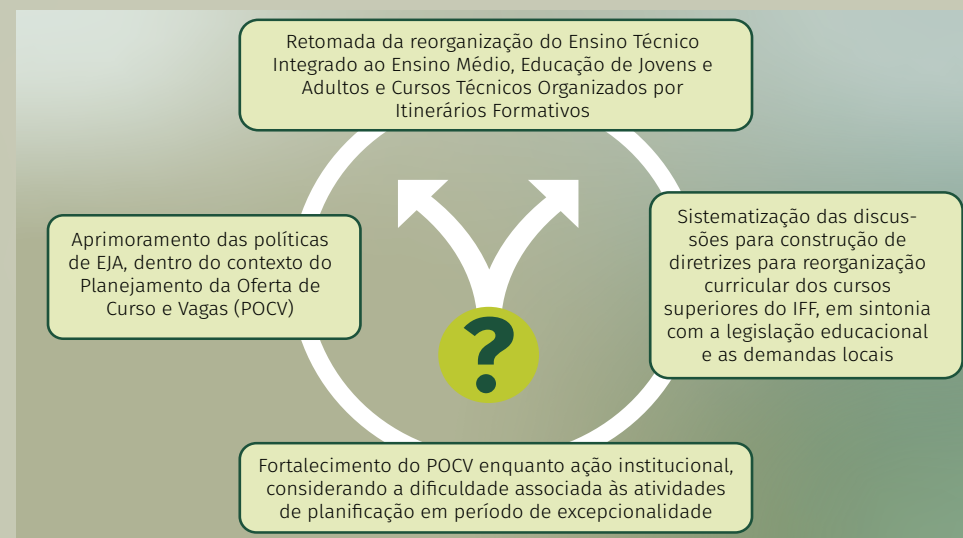 Retomada da reorganização do Ensino Técnico
Integrado ao Ensino Médio, Educação de Jovens e
Adultos e Cursos Técnicos Organizados por
Itinerários Formativos
Aprimoramento das políticas
de EJA, dentro do contexto do
Planejamento da Oferta de
Curso e Vagas (POCV)
Sistematização das discus-
sões para construção de
diretrizes para reorganização
curricular dos cursos
superiores do IFF, em sintonia
com a legislação educacional
e as demandas locais
?
Fortalecimento do POCV enquanto ação institucional,
considerando a dificuldade associada às atividades
de planificação em período de excepcionalidade